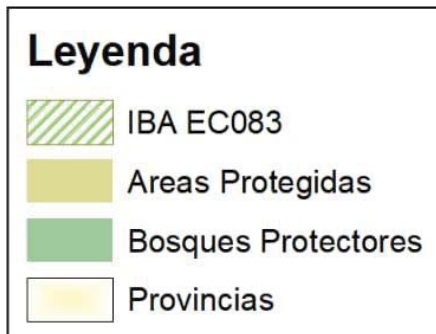 Leyenda
IBA EC083
Areas Protegidas
Bosques Protectores
Provincias